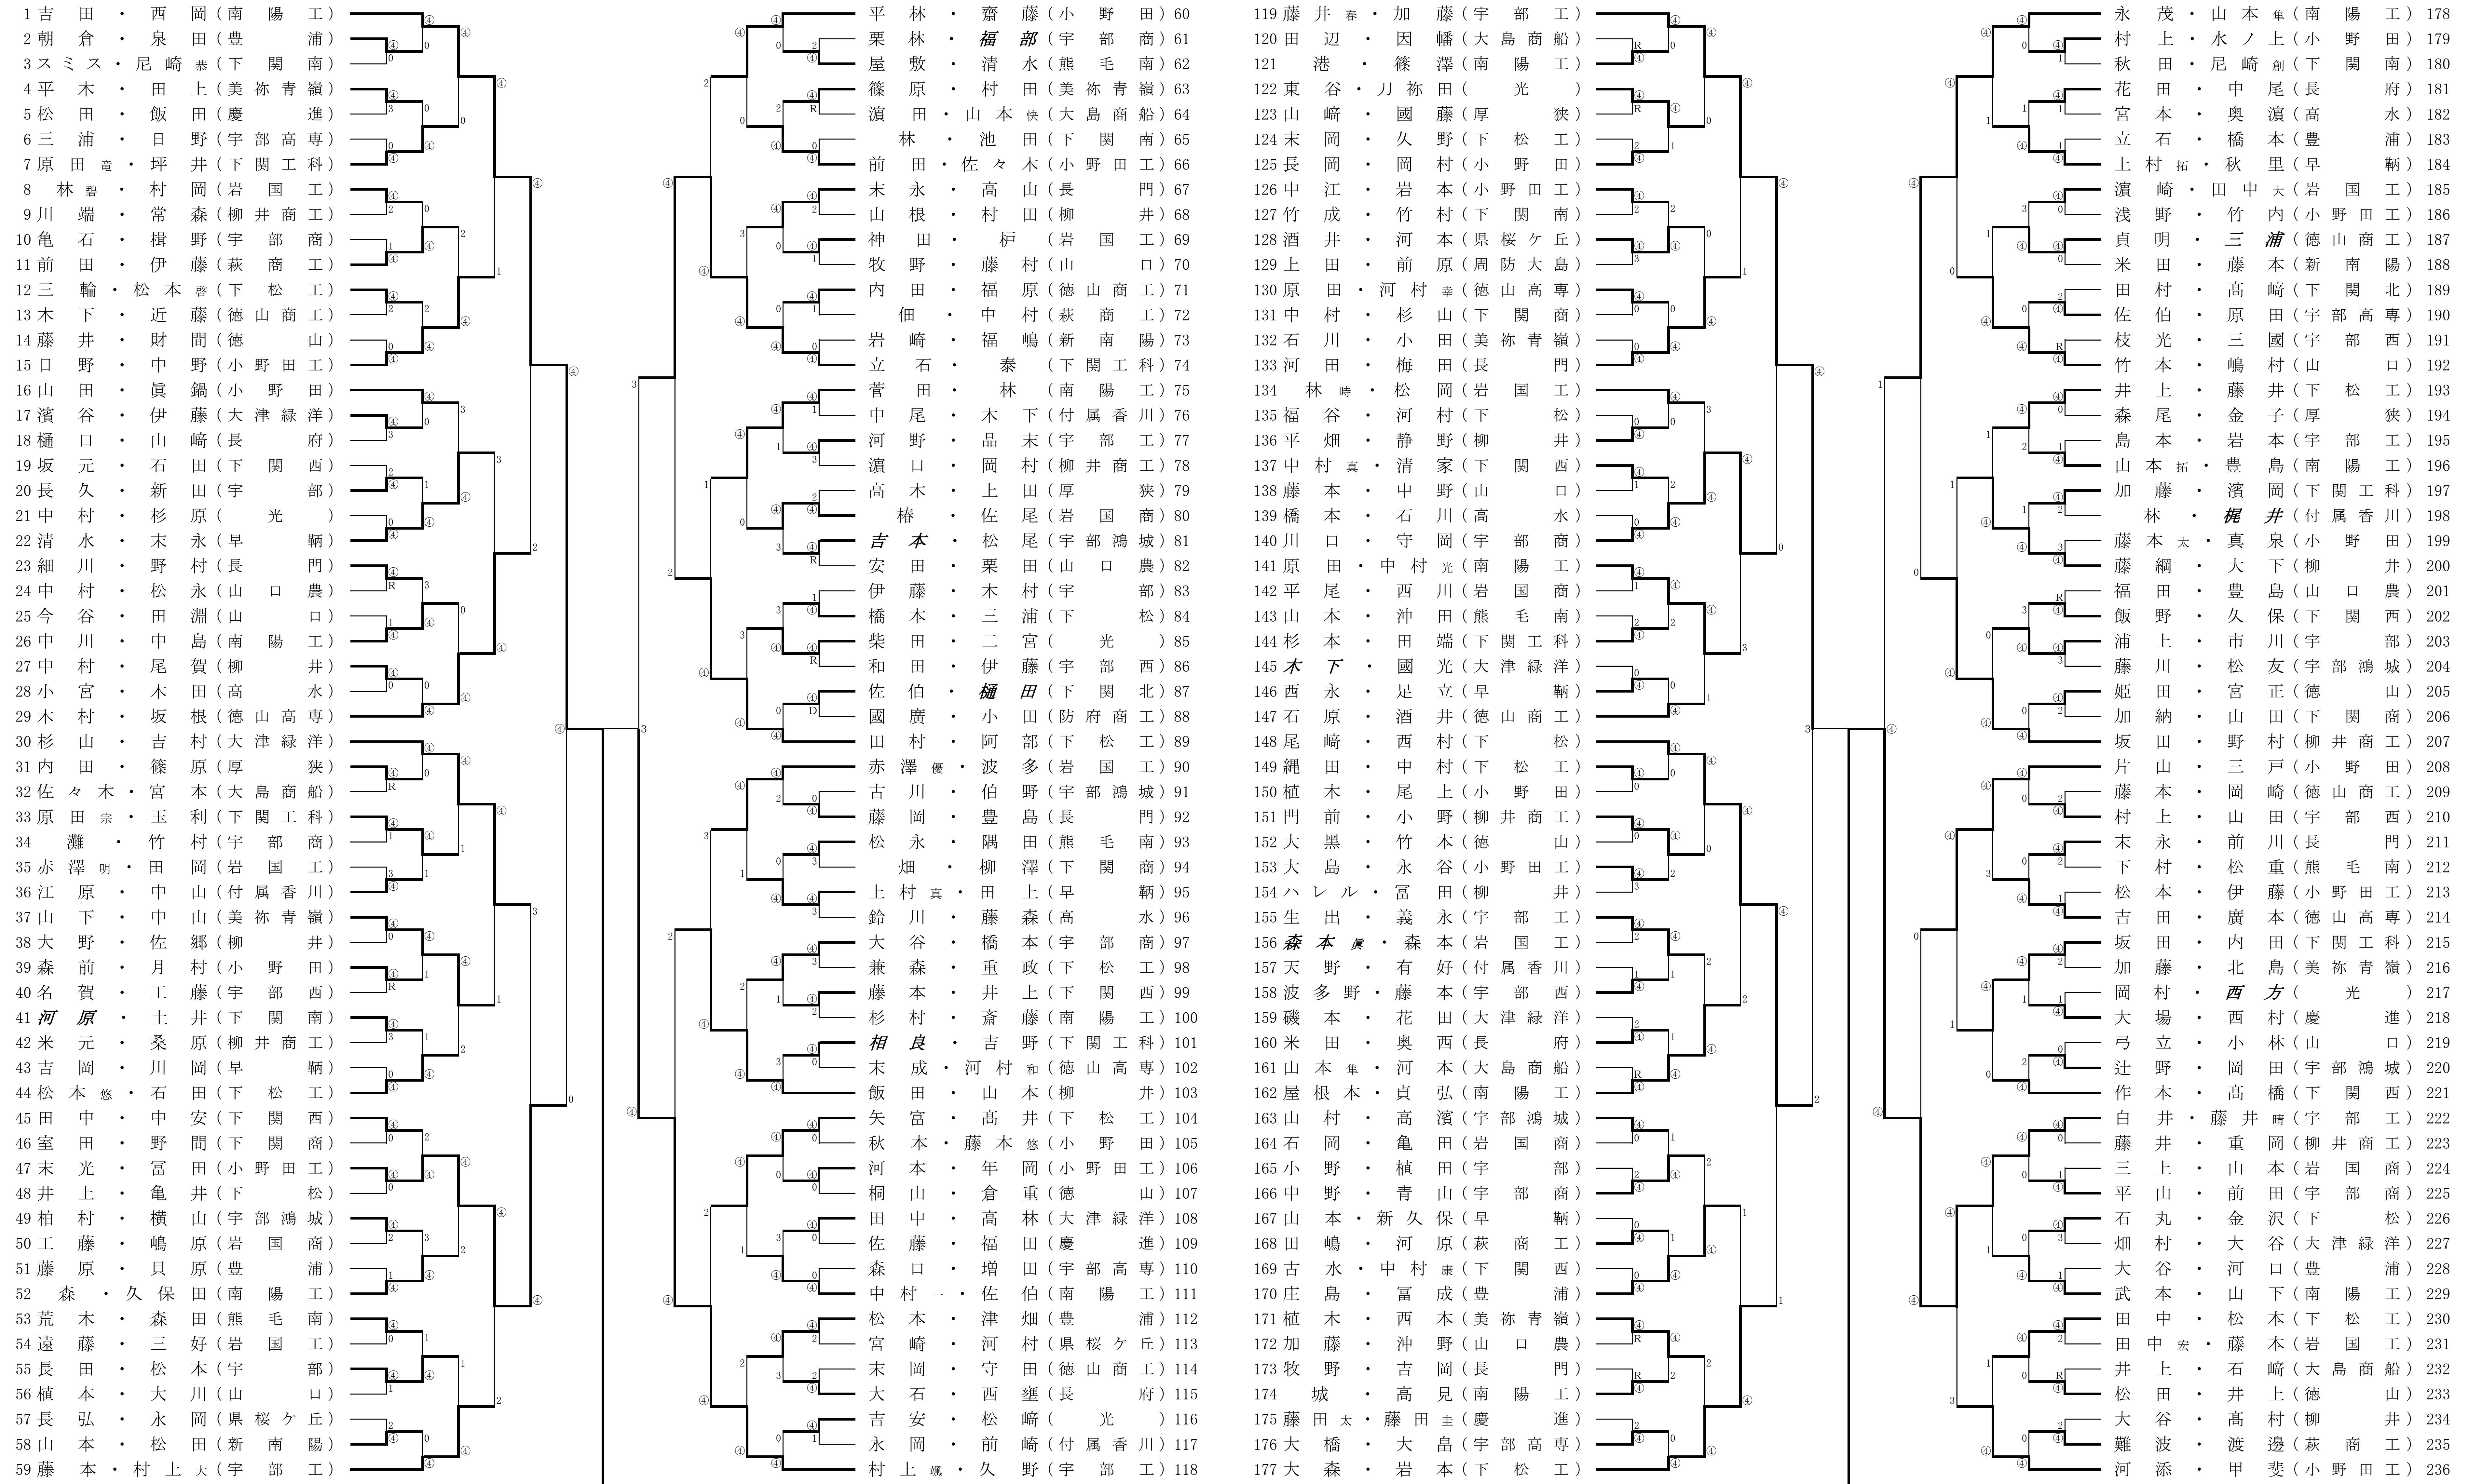 1 吉田・西岡(南陽工)
2 朝倉・泉田(豊浦)
3 スミス・尼崎恭(下関南)
4 平木・田上(美祢青嶺)
5 松田・飯田(慶進)
6 三浦・日野(宇部高専)
7 原田竜・坪井(下関工科)
8 林碧・村岡(岩国工)
9 川端・常森(柳井商工)
10 亀石・楫野(宇部商)
11 前田・伊藤(萩商工)
12 三輪・松本啓(下松工)
13 木下・近藤(徳山商工)
14 藤井・財間(徳山)
15 日野・中野(小野田工)
16 山田・眞鍋(小野田)
17 濱谷・伊藤(大津緑洋)
18 樋口・山﨑(長府)
19 坂元・石田(下関西)
20 長久・新田(宇部)
21 中村・杉原(光)
22 清水・末永(早鞆)
23 細川・野村(長門)
24 中村・松永(山口農)
25 今谷・田淵(山口)
26 中川・中島(南陽工)
27 中村・尾賀(柳井)
28 小宮・木田(高水)
29 木村・坂根(徳山高専)
30 杉山・吉村(大津緑洋)
31 内田・篠原(厚狭)
32 佐々木・宮本(大島商船)
33 原田宗・玉利(下関工科)
34 灘・竹村(宇部商)
35 赤澤明・田岡(岩国工)
36 江原・中山(付属香川)
37 山下・中山(美祢青嶺)
38 大野・佐郷(柳井)
39 森前・月村(小野田)
40 名賀・工藤(宇部西)
41 河原・土井(下関南)
42 米元・桑原(柳井商工)
43 吉岡・川岡(早鞆)
44 松本悠・石田(下松工)
45 田中・中安(下関西)
46 室田・野間(下関商)
47 末光・冨田(小野田工)
48 井上・亀井(下松)
49 柏村・横山(宇部鴻城)
50 工藤・嶋原(岩国商)
51 藤原・貝原(豊浦)
52 森・久保田(南陽工)
53 荒木・森田(熊毛南)
54 遠藤・三好(岩国工)
55 長田・松本(宇部)
56 植本・大川(山口)
57 長弘・永岡(県桜ケ丘)
58 山本・松田(新南陽)
59 藤本・村上大(宇部工)
平林・齋藤(小野田)60
栗林・福部(宇部商)61
屋敷・清水(熊毛南)62
篠原・村田(美祢青嶺)63
濵田・山本快(大島商船)64
林・池田(下関南)65
前田・佐々木(小野田工)66
末永・高山(長門)67
山根・村田(柳井)68
神田・枦(岩国工)69
牧野・藤村(山口)70
内田・福原(徳山商工)71
佃・中村(萩商工)72
岩崎・福嶋(新南陽)73
立石・泰(下関工科)74
菅田・林(南陽工)75
中尾・木下(付属香川)76
河野・品末(宇部工)77
濵口・岡村(柳井商工)78
高木・上田(厚狭)79
椿・佐尾(岩国商)80
吉本・松尾(宇部鴻城)81
安田・栗田(山口農)82
伊藤・木村(宇部)83
橋本・三浦(下松)84
柴田・二宮(光)85
和田・伊藤(宇部西)86
佐伯・樋田(下関北)87
國廣・小田(防府商工)88
田村・阿部(下松工)89
赤澤優・波多(岩国工)90
古川・伯野(宇部鴻城)91
藤岡・豊島(長門)92
松永・隅田(熊毛南)93
畑・柳澤(下関商)94
上村真・田上(早鞆)95
鈴川・藤森(高水)96
大谷・橋本(宇部商)97
兼森・重政(下松工)98
藤本・井上(下関西)99
杉村・斎藤(南陽工)100
相良・吉野(下関工科)101
末成・河村和(徳山高専)102
飯田・山本(柳井)103
矢富・髙井(下松工)104
秋本・藤本悠(小野田)105
河本・年岡(小野田工)106
桐山・倉重(徳山)107
田中・高林(大津緑洋)108
佐藤・福田(慶進)109
森口・増田(宇部高専)110
中村一・佐伯(南陽工)111
松本・津畑(豊浦)112
宮崎・河村(県桜ケ丘)113
末岡・守田(徳山商工)114
大石・西壅(長府)115
吉安・松﨑(光)116
永岡・前崎(付属香川)117
村上颯・久野(宇部工)118
119 藤井春・加藤(宇部工)
120 田辺・因幡(大島商船)
121 港・篠澤(南陽工)
122 東谷・刀祢田(光)
123 山﨑・國藤(厚狭)
124 末岡・久野(下松工)
125 長岡・岡村(小野田)
126 中江・岩本(小野田工)
127 竹成・竹村(下関南)
128 酒井・河本(県桜ケ丘)
129 上田・前原(周防大島)
130 原田・河村幸(徳山高専)
131 中村・杉山(下関商)
132 石川・小田(美祢青嶺)
133 河田・梅田(長門)
134 林時・松岡(岩国工)
135 福谷・河村(下松)
136 平畑・静野(柳井)
137 中村真・清家(下関西)
138 藤本・中野(山口)
139 橋本・石川(高水)
140 川口・守岡(宇部商)
141 原田・中村光(南陽工)
142 平尾・西川(岩国商)
143 山本・沖田(熊毛南)
144 杉本・田端(下関工科)
145 木下・國光(大津緑洋)
146 西永・足立(早鞆)
147 石原・酒井(徳山商工)
148 尾﨑・西村(下松)
149 縄田・中村(下松工)
150 植木・尾上(小野田)
151 門前・小野(柳井商工)
152 大黒・竹本(徳山)
153 大島・永谷(小野田工)
154 ハレル・冨田(柳井)
155 生出・義永(宇部工)
156 森本眞・森本(岩国工)
157 天野・有好(付属香川)
158 波多野・藤本(宇部西)
159 磯本・花田(大津緑洋)
160 米田・奥西(長府)
161 山本隼・河本(大島商船)
162 屋根本・貞弘(南陽工)
163 山村・高濱(宇部鴻城)
164 石岡・亀田(岩国商)
165 小野・植田(宇部)
166 中野・青山(宇部商)
167 山本・新久保(早鞆)
168 田嶋・河原(萩商工)
169 古水・中村康(下関西)
170 庄島・冨成(豊浦)
171 植木・西本(美祢青嶺)
172 加藤・沖野(山口農)
173 牧野・吉岡(長門)
174 城・高見(南陽工)
175 藤田太・藤田圭(慶進)
176 大橋・大畠(宇部高専)
177 大森・岩本(下松工)
永茂・山本隼(南陽工)178
村上・水ノ上(小野田)179
秋田・尼崎創(下関南)180
花田・中尾(長府)181
宮本・奥濵(高水)182
立石・橋本(豊浦)183
上村拓・秋里(早鞆)184
濵崎・田中大(岩国工)185
浅野・竹内(小野田工)186
貞明・三浦(徳山商工)187
米田・藤本(新南陽)188
田村・髙﨑(下関北)189
佐伯・原田(宇部高専)190
枝光・三國(宇部西)191
竹本・嶋村(山口)192
井上・藤井(下松工)193
森尾・金子(厚狭)194
島本・岩本(宇部工)195
山本拓・豊島(南陽工)196
加藤・濱岡(下関工科)197
林・梶井(付属香川)198
藤本太・真泉(小野田)199
藤綱・大下(柳井)200
福田・豊島(山口農)201
飯野・久保(下関西)202
浦上・市川(宇部)203
藤川・松友(宇部鴻城)204
姫田・宮正(徳山)205
加納・山田(下関商)206
坂田・野村(柳井商工)207
片山・三戸(小野田)208
藤本・岡崎(徳山商工)209
村上・山田(宇部西)210
末永・前川(長門)211
下村・松重(熊毛南)212
松本・伊藤(小野田工)213
吉田・廣本(徳山高専)214
坂田・内田(下関工科)215
加藤・北島(美祢青嶺)216
岡村・西方(光)217
大場・西村(慶進)218
弓立・小林(山口)219
辻野・岡田(宇部鴻城)220
作本・髙橋(下関西)221
白井・藤井晴(宇部工)222
藤井・重岡(柳井商工)223
三上・山本(岩国商)224
平山・前田(宇部商)225
石丸・金沢(下松)226
畑村・大谷(大津緑洋)227
大谷・河口(豊浦)228
武本・山下(南陽工)229
田中・松本(下松工)230
田中宏・藤本(岩国工)231
井上・石﨑(大島商船)232
松田・井上(徳山)233
大谷・髙村(柳井)234
難波・渡邊(萩商工)235
河添・甲斐(小野田工)236